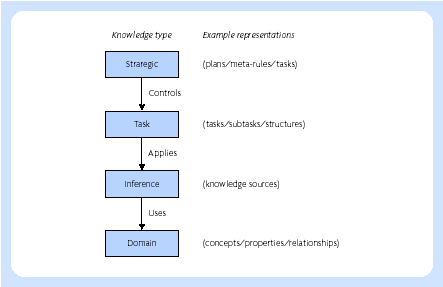 Knowledge type Example representations
Straregic (plans/meta-rules/tasks)
Controls
Task (tasks/subtasks/structures)
Applies
Inference (knowledge sources)
Uses
Domain (concepts/properties/relationships)